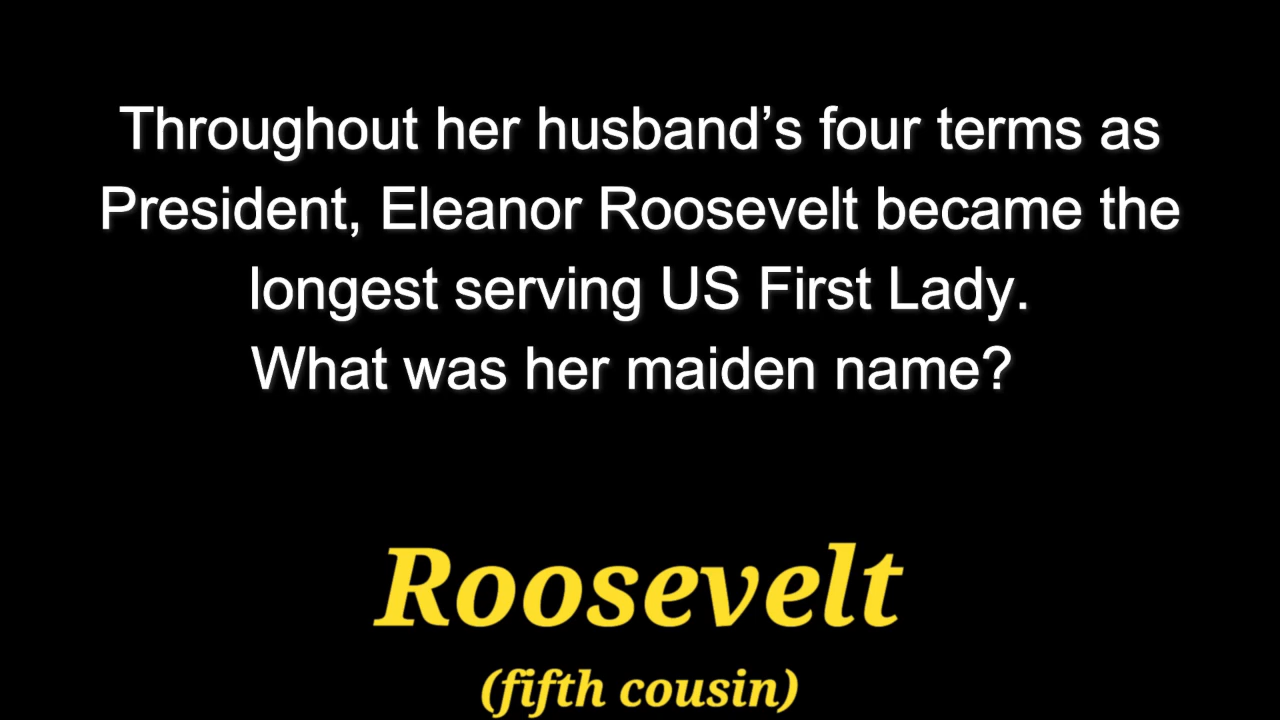 Throughout her husband’s four terms as
President, Eleanor Roosevelt became the
longest serving US First Lady.
What was her maiden name?
Roosevelt
(fifth cousin)